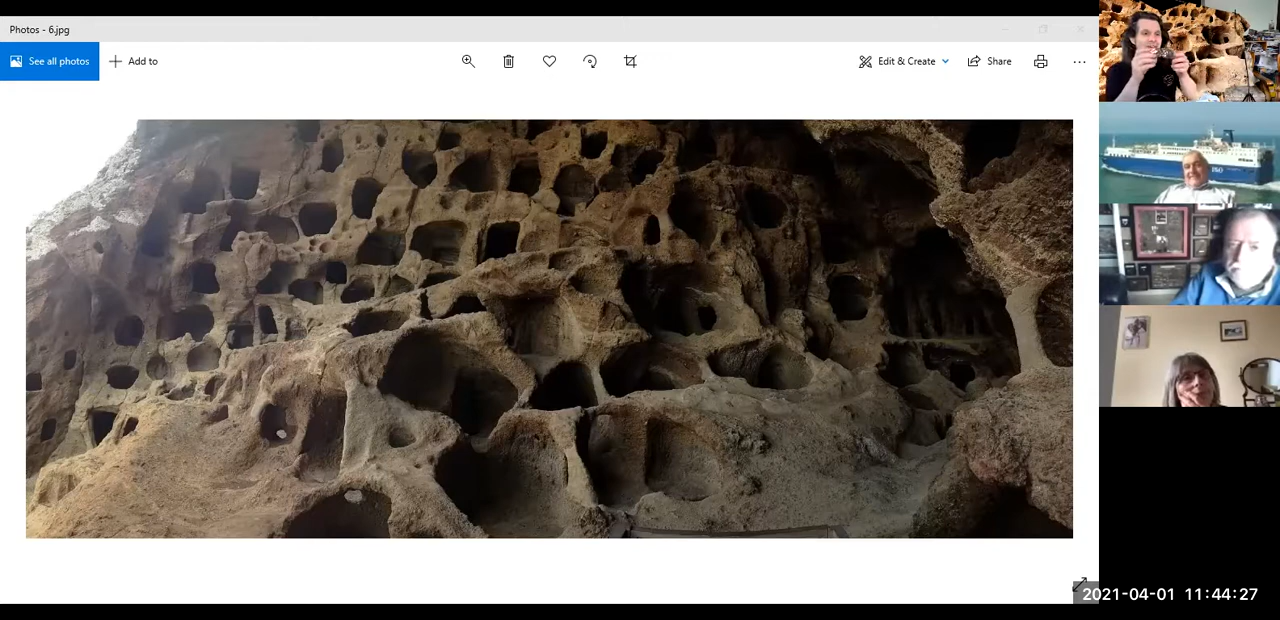 Photos - 6.jpg
See all photos
Add to
Edit & Create
Share
2021-04-01 11:44:27